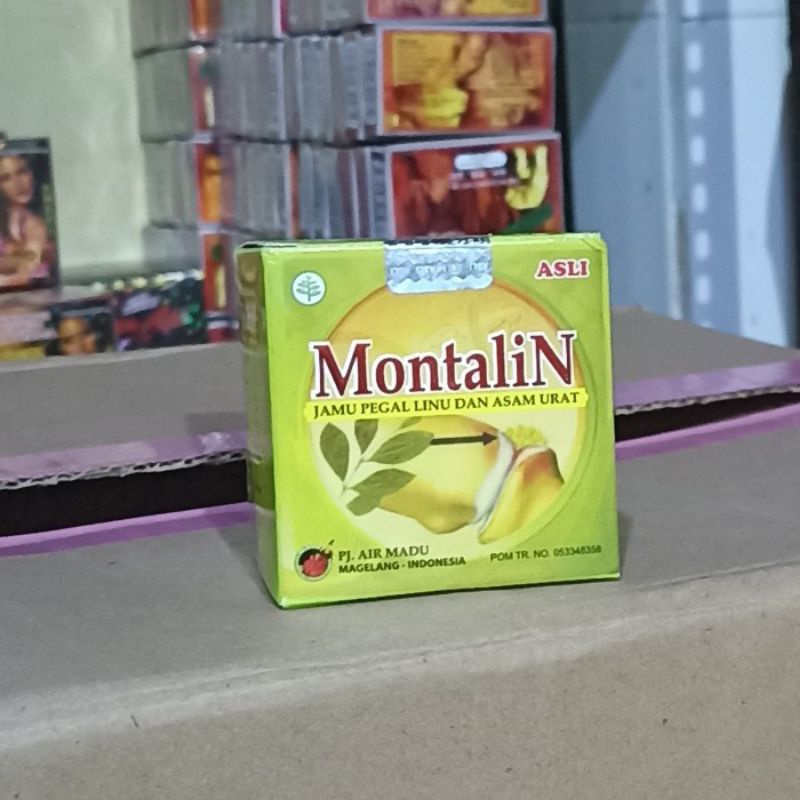 ASLI
MontaliN
JAMU PEGAL LINU DAN ASAM URAT
PJ. AIR MADU
MAGELANG - INDONESIA
POM TR. NO. 053348358